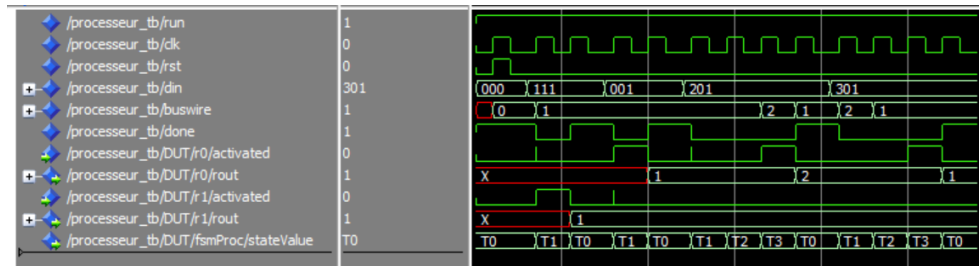 /processeur_tb/run 1
/processeur_tb/clk 0
/processeur_tb/rst 0
/processeur_tb/din 301 000 111 001 201 301
/processeur_tb/buswire 1 0 1 2 1 2 1
/processeur_tb/done 1
/processeur_tb/DUT/r0/activated 0
/processeur_tb/DUT/r0/rout 1 X 1 2 1
/processeur_tb/DUT/r1/activated 0
/processeur_tb/DUT/r1/rout 1 X 1
/processeur_tb/DUT/fsmProc/stateValue T0 T0 T1 T0 T1 T0 T1 T2 T3 T0 T1 T2 T3 T0